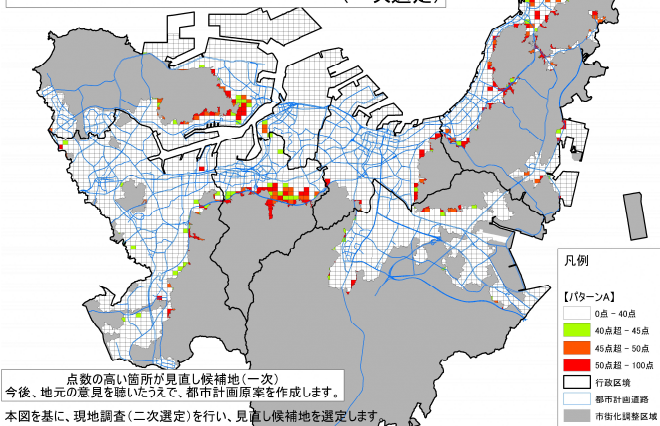 点数の高い箇所が見直し候補地(一次)
今後、地元の意見を聴いたうえで、都市計画原案を作成します。
本図を基に、現地調査(二次選定)を行い、見直し候補地を選定します。
凡例
【パターンA】
0点 - 40点
40点超 - 45点
45点超 - 50点
50点超 - 100点
行政区境
都市計画道路
市街化調整区域